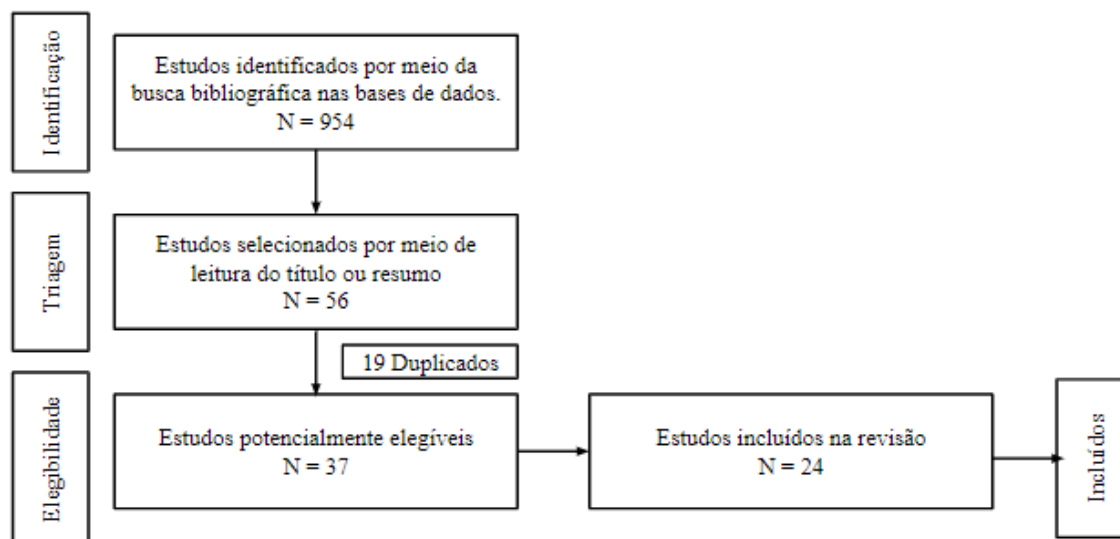 Identificação
Estudos identificados por meio da
busca bibliográfica nas bases de dados.
N = 954
Triagem
Estudos selecionados por meio de
leitura do título ou resumo
N = 56
19 Duplicados
Elegibilidade
Estudos potencialmente elegíveis
N = 37
Estudos incluídos na revisão
N = 24
Incluídos